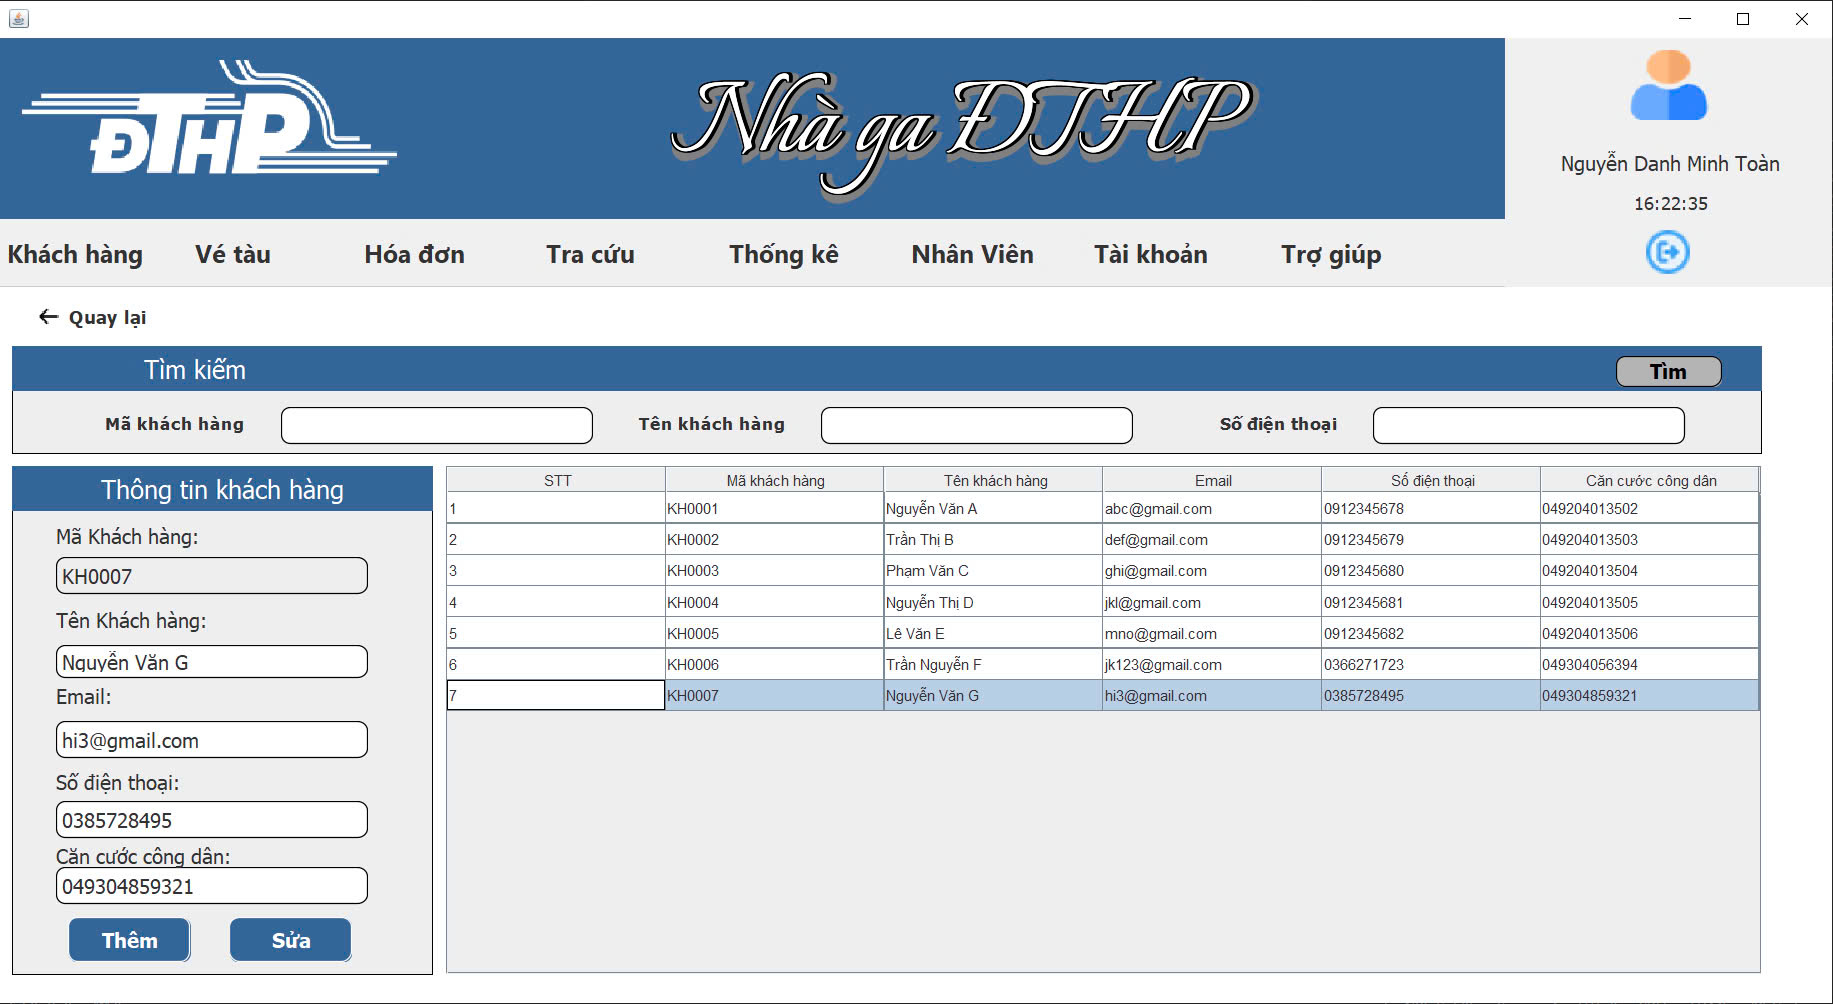 ĐTHP
Nhà ga ĐTHP
Nguyễn Danh Minh Toàn
16:22:35
Khách hàng Vé tàu Hóa đơn Tra cứu Thống kê Nhân Viên Tài khoản Trợ giúp
Quay lại
Tìm kiếm Tìm
Mã khách hàng Tên khách hàng Số điện thoại
Thông tin khách hàng
Mã Khách hàng:
KH0007
Tên Khách hàng:
Nguyễn Văn G
Email:
hi3@gmail.com
Số điện thoại:
0385728495
Căn cước công dân:
049304859321
Thêm Sửa
STT Mã khách hàng Tên khách hàng Email Số điện thoại Căn cước công dân
1 KH0001 Nguyễn Văn A abc@gmail.com 0912345678 049204013502
2 KH0002 Trần Thị B def@gmail.com 0912345679 049204013503
3 KH0003 Phạm Văn C ghi@gmail.com 0912345680 049204013504
4 KH0004 Nguyễn Thị D jkl@gmail.com 0912345681 049204013505
5 KH0005 Lê Văn E mno@gmail.com 0912345682 049204013506
6 KH0006 Trần Nguyễn F jk123@gmail.com 0366271723 049304056394
7 KH0007 Nguyễn Văn G hi3@gmail.com 0385728495 049304859321